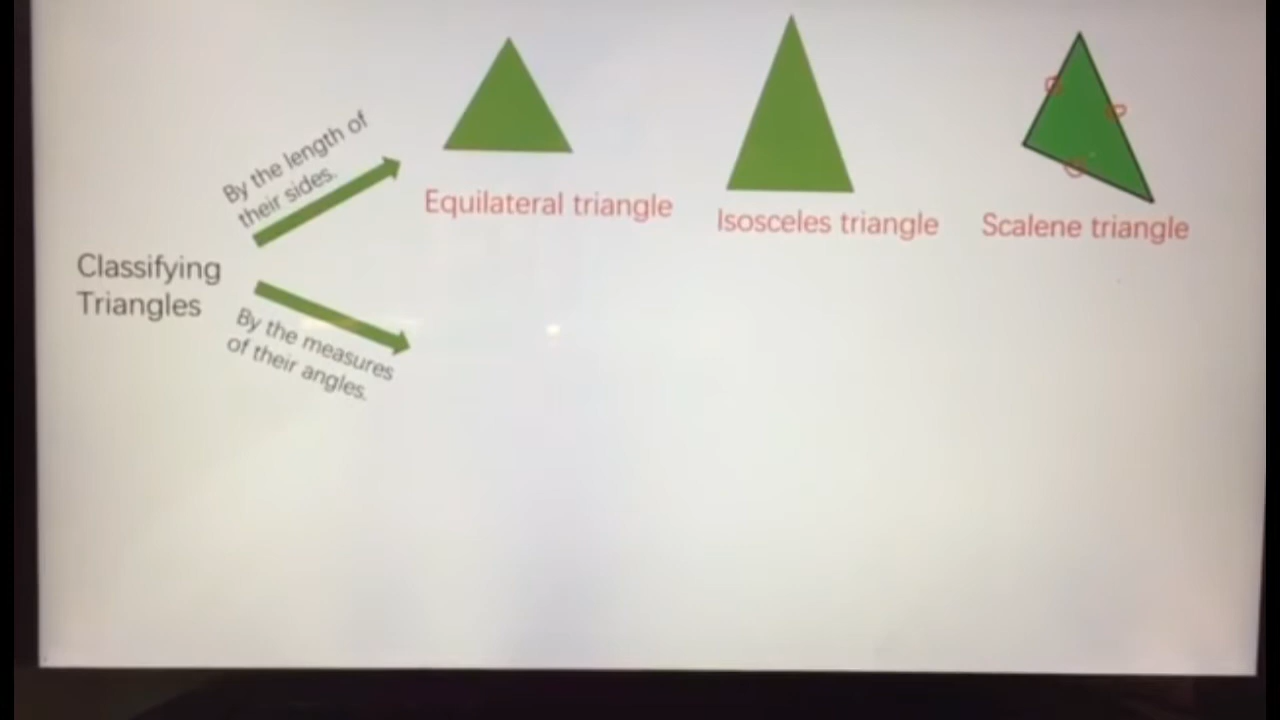 By the length of
their sides.
Equilateral triangle
Isosceles triangle
Scalene triangle
Classifying
Triangles
By the measures
of their angles.